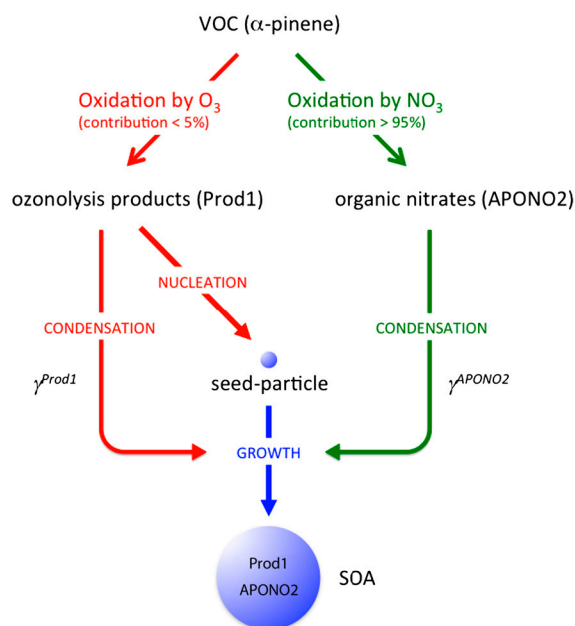 VOC (α-pinene)
Oxidation by O3
(contribution < 5%)
Oxidation by NO3
(contribution > 95%)
ozonolysis products (Prod1)
organic nitrates (APONO2)
NUCLEATION
CONDENSATION
CONDENSATION
γProd1
seed-particle
γAPONO2
GROWTH
Prod1
APONO2
SOA